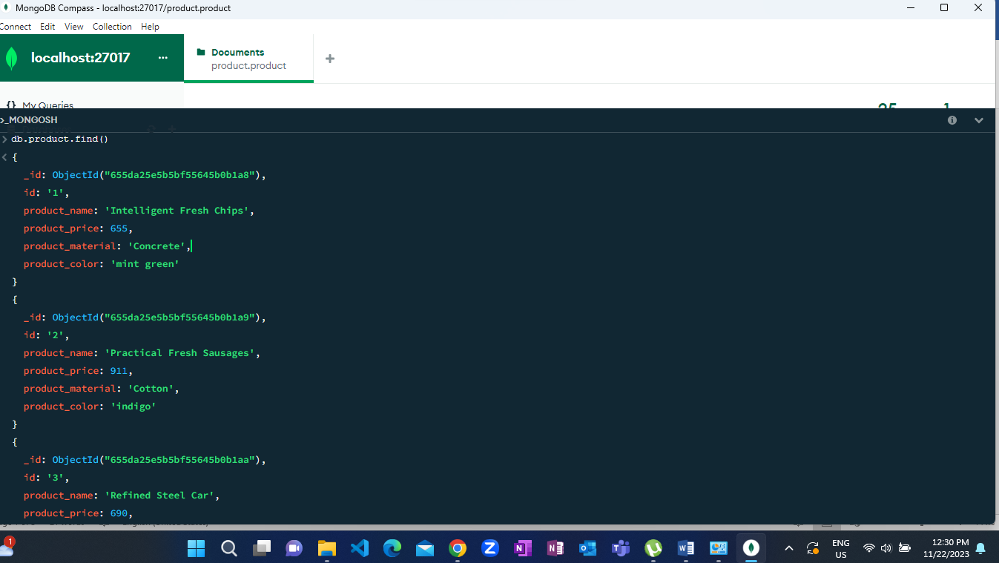 MongoDB Compass - localhost:27017/product.product
Connect Edit View Collection Help
localhost:27017 ...
Documents
product.product
{} My Queries
25 1
>_MONGOSH
> db.product.find()
< {
_id: ObjectId("655da25e5b5bf55645b0b1a8"),
id: '1',
product_name: 'Intelligent Fresh Chips',
product_price: 655,
product_material: 'Concrete',
product_color: 'mint green'
}
{
_id: ObjectId("655da25e5b5bf55645b0b1a9"),
id: '2',
product_name: 'Practical Fresh Sausages',
product_price: 911,
product_material: 'Cotton',
product_color: 'indigo'
}
{
_id: ObjectId("655da25e5b5bf55645b0b1aa"),
id: '3',
product_name: 'Refined Steel Car',
product_price: 690,
1
ENG
US
12:30 PM
11/22/2023